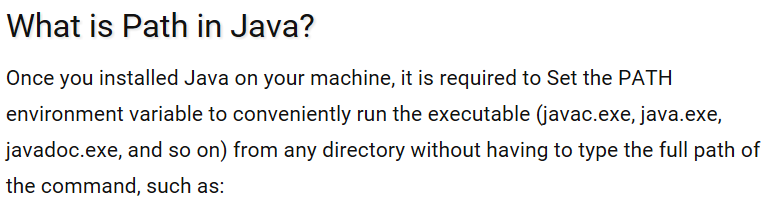 What is Path in Java?
Once you installed Java on your machine, it is required to Set the PATH
environment variable to conveniently run the executable (javac.exe, java.exe,
javadoc.exe, and so on) from any directory without having to type the full path of
the command, such as: